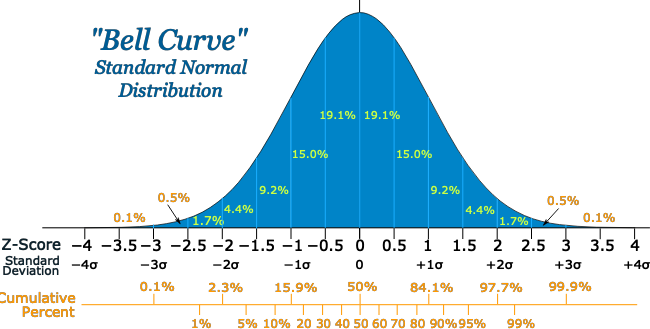 "Bell Curve"
Standard Normal
Distribution
19.1% 19.1%
15.0% 15.0%
9.2% 9.2%
0.5% 0.5%
4.4% 4.4%
0.1% 1.7% 1.7% 0.1%
Z-Score −4 −3.5 −3 −2.5 −2 −1.5 −1 −0.5 0 0.5 1 1.5 2 2.5 3 3.5 4
Standard
Deviation
−4σ −3σ −2σ −1σ 0 +1σ +2σ +3σ +4σ
0.1% 2.3% 15.9% 50% 84.1% 97.7% 99.9%
Cumulative
Percent
1% 5% 10% 20 30 40 50 60 70 80 90% 95% 99%